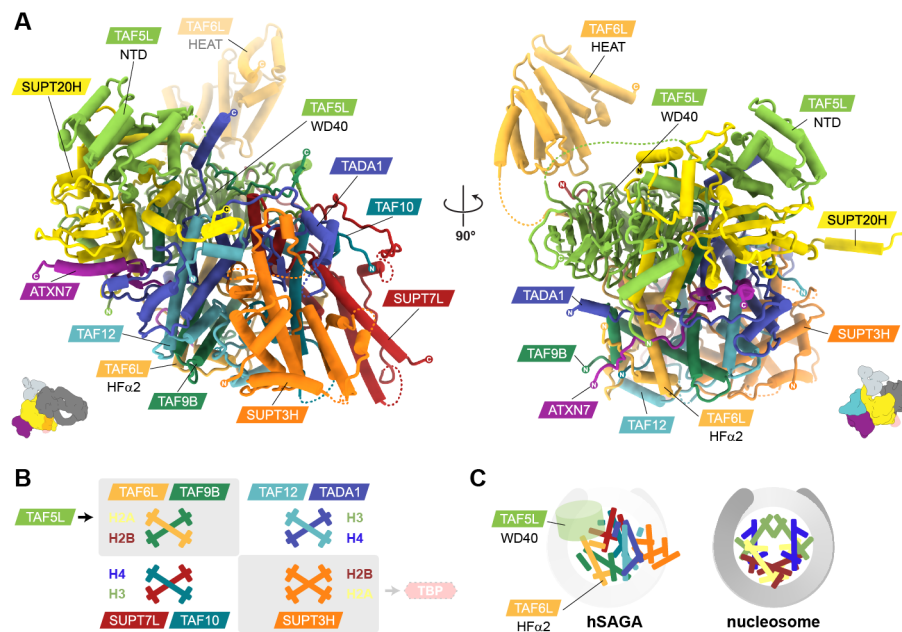 A
TAF5L
NTD
SUPT20H
TAF6L
HEAT
TAF5L
WD40
TADA1
TAF10
SUPT7L
ATXN7
TAF12
TAF6L
HFα2
TAF9B
SUPT3H
C
C
C
C
C
N
N
N
N
90º
TAF6L
HEAT
TAF5L
WD40
TAF5L
NTD
SUPT20H
TADA1
TAF9B
ATXN7
TAF12
TAF6L
HFα2
SUPT3H
C
N
N
N
C
N
N
N
N
N
B
TAF5L
TAF6L TAF9B
H2A
H2B
TAF12 TADA1
H3
H4
H4
H3
SUPT7L TAF10
H2B
H2A
SUPT3H
TBP
C
TAF5L
WD40
TAF6L
HFα2
hSAGA
nucleosome